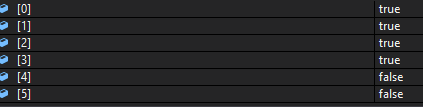 [0] true
[1] true
[2] true
[3] true
[4] false
[5] false